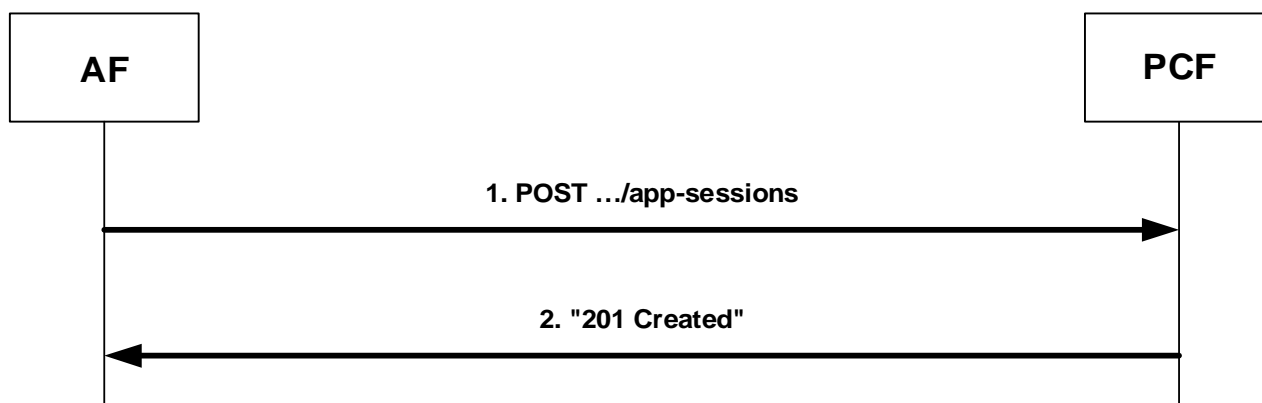 AF
PCF
1. POST …/app-sessions
2. "201 Created"